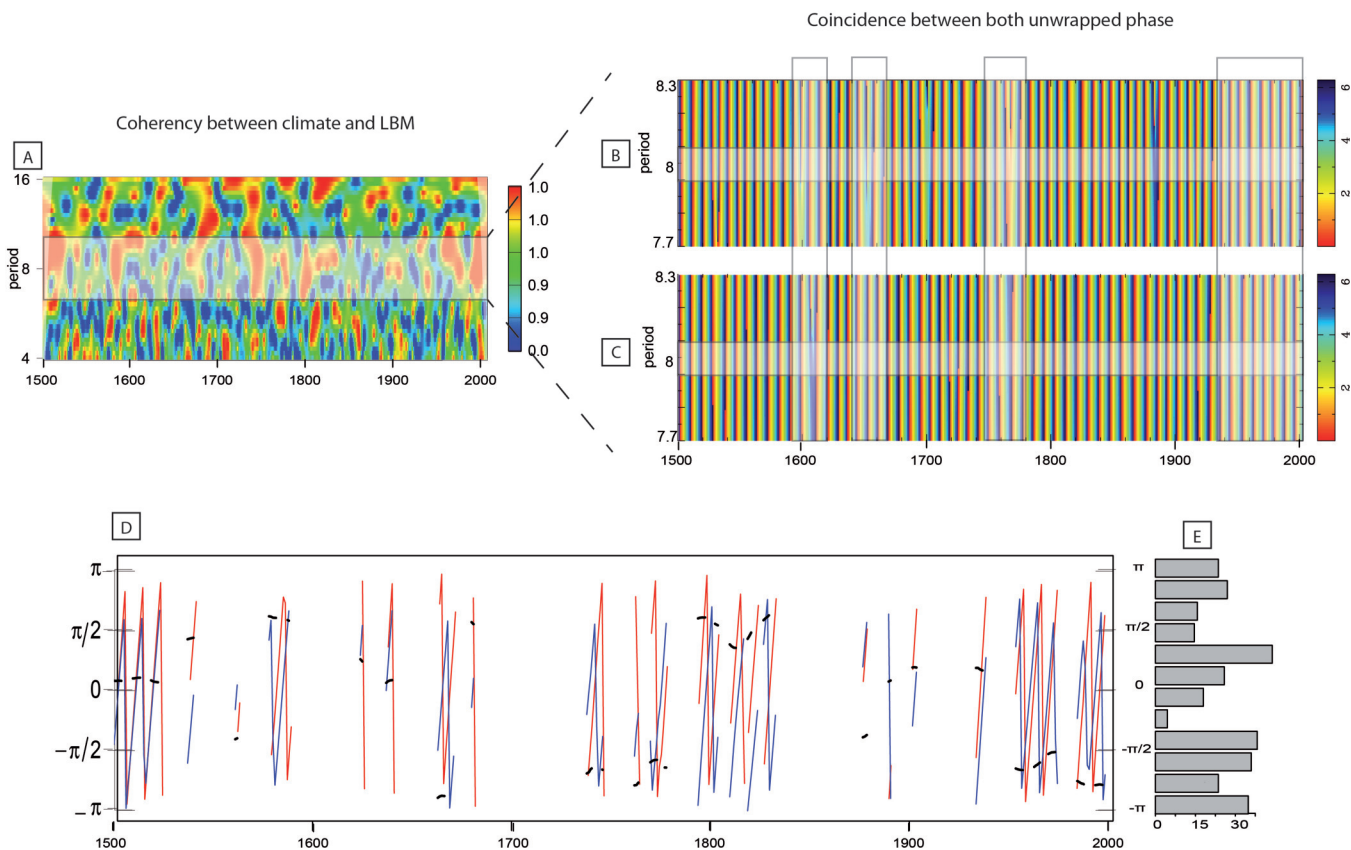 Coincidence between both unwrapped phase
Coherency between climate and LBM
A
period
16
8
4
1500 1600 1700 1800 1900 2000
1.0
1.0
1.0
0.9
0.9
0.0
B
period
8.3
8
7.7
2 4 6
C
period
8.3
8
7.7
1500 1600 1700 1800 1900 2000
2 4 6
D
π
π/2
0
−π/2
−π
1500 1600 1700 1800 1900 2000
E
π
π/2
0
-π/2
-π
0 15 30